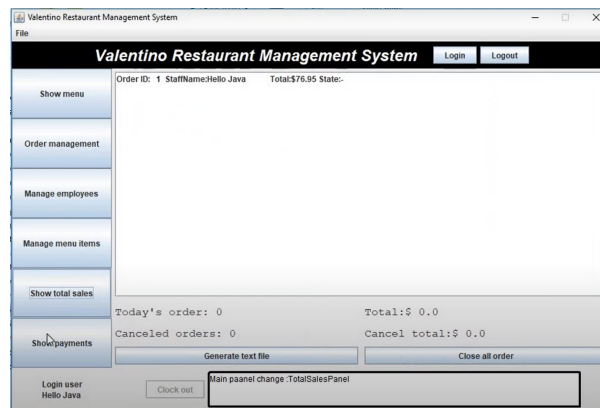 Valentino Restaurant Management System
File
Valentino Restaurant Management System Login Logout
Show menu
Order management
Manage employees
Manage menu items
Show total sales
Show payments
Order ID: 1 StaffName:Hello Java Total:$76.95 State:-
Today's order: 0 Total:$ 0.0
Canceled orders: 0 Cancel total:$ 0.0
Generate text file Close all order
Login user
Hello Java
Clock out
Main paanel change :TotalSalesPanel